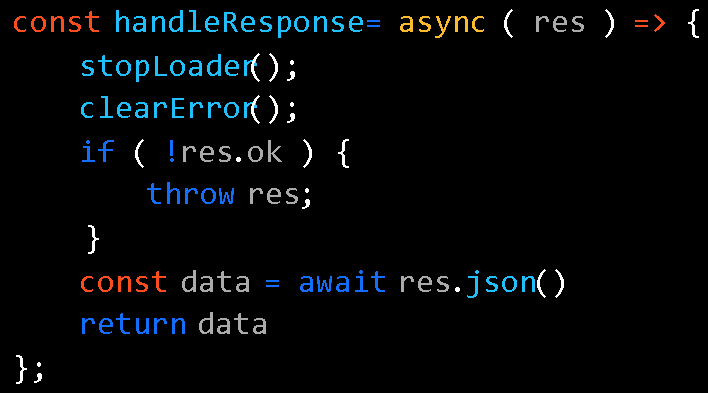 const handleResponse= async ( res ) => {
    stopLoader();
    clearError();
    if ( !res.ok ) {
        throw res;
    }
    const data = await res.json()
    return data
};